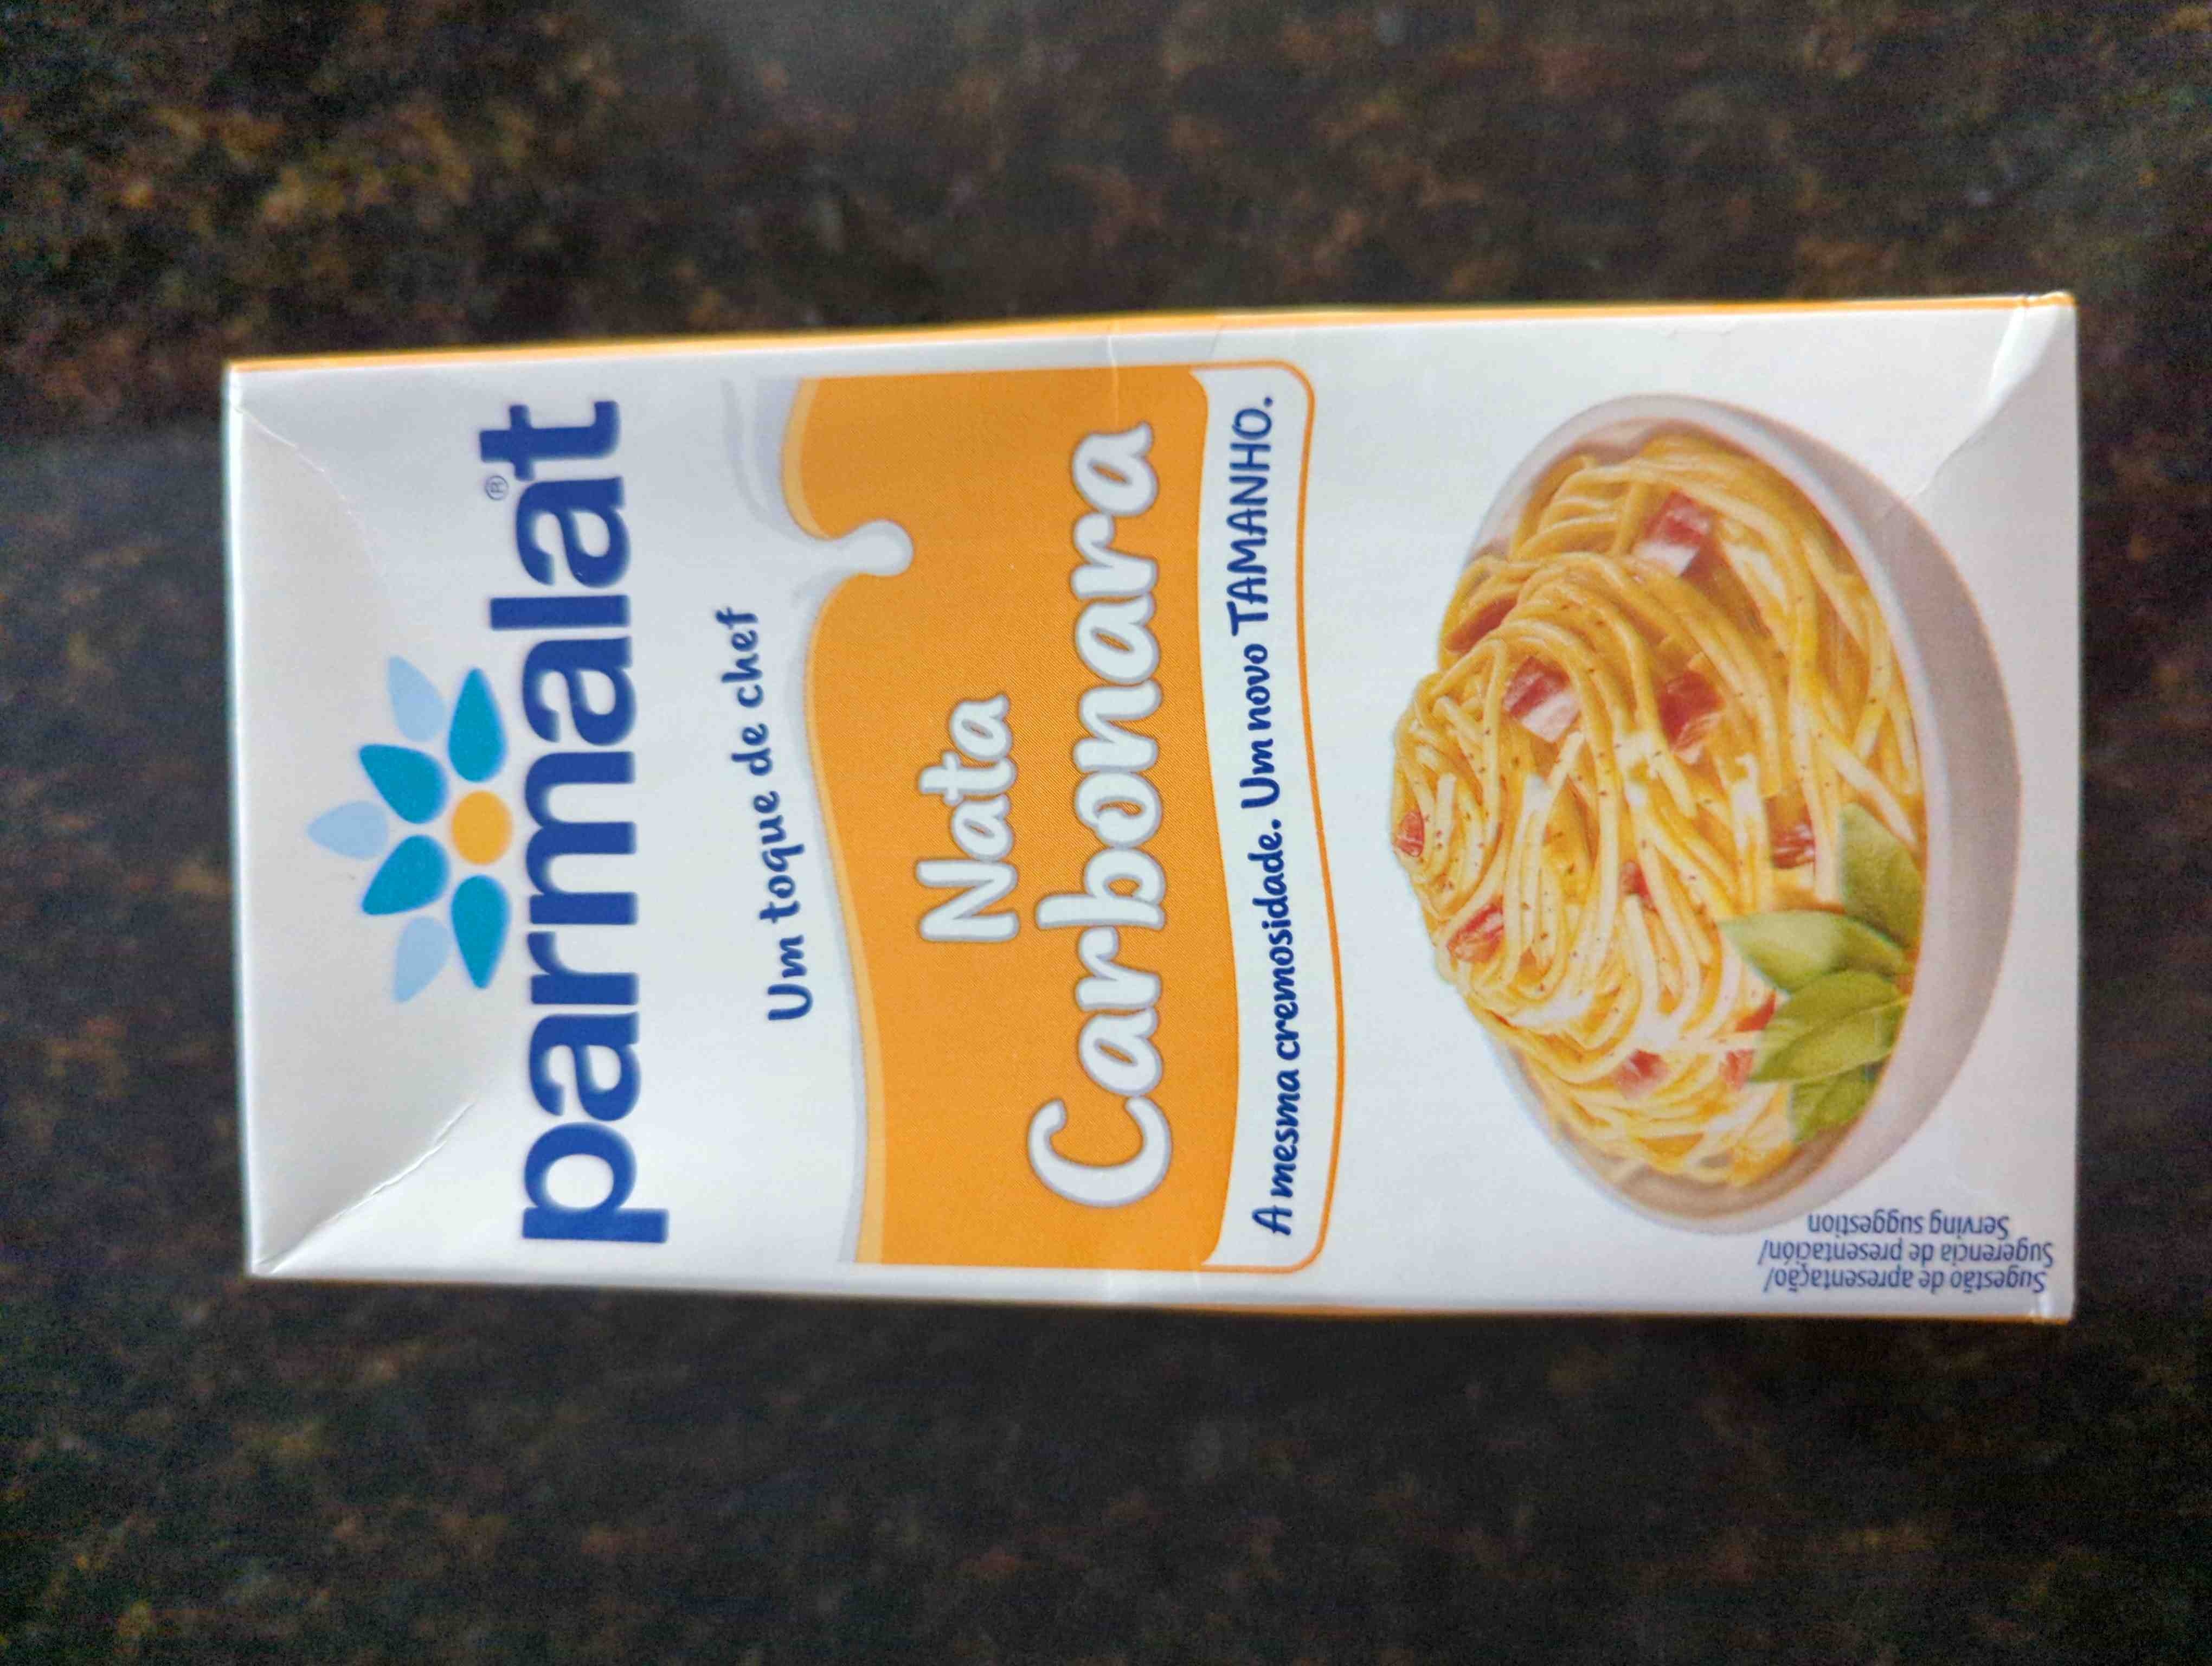 parmalat®
Um toque de chef
Nata
Carbonara
A mesma cremosidade. Um novo TAMANHO.
Sugestão de apresentação/
Sugerencia de presentación/
Serving suggestion